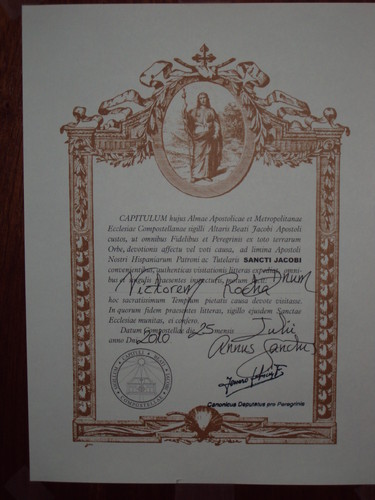 CAPITULUM hujus Almae Apostolicae et Metropolitanae
Ecclesiae Compostellanae sigilli Altaris Beati Jacobi Apostoli
custos, ut omnibus Fidelibus et Peregrinis ex toto terrarum
Orbe, devotionis affectu vel voti causa, ad limina Apostoli
Nostri Hispaniarum Patroni ac Tutelaris SANCTI JACOBI
convenientibus, authenticas visitationis litteras expediat, omni-
bus et singulis praesentes inspecturis, notum facit:
Dnum
hoc sacratissimum Templum pietatis causa devote visitasse.
In quorum fidem praesentes litteras, sigillo ejusdem Sanctae
Ecclesiae munitas, ei confero.
Datum Compostellae die 25 mensis Julii
anno Dni 2010 Annus Sanctus
Canonicus Deputatus pro Peregrinis